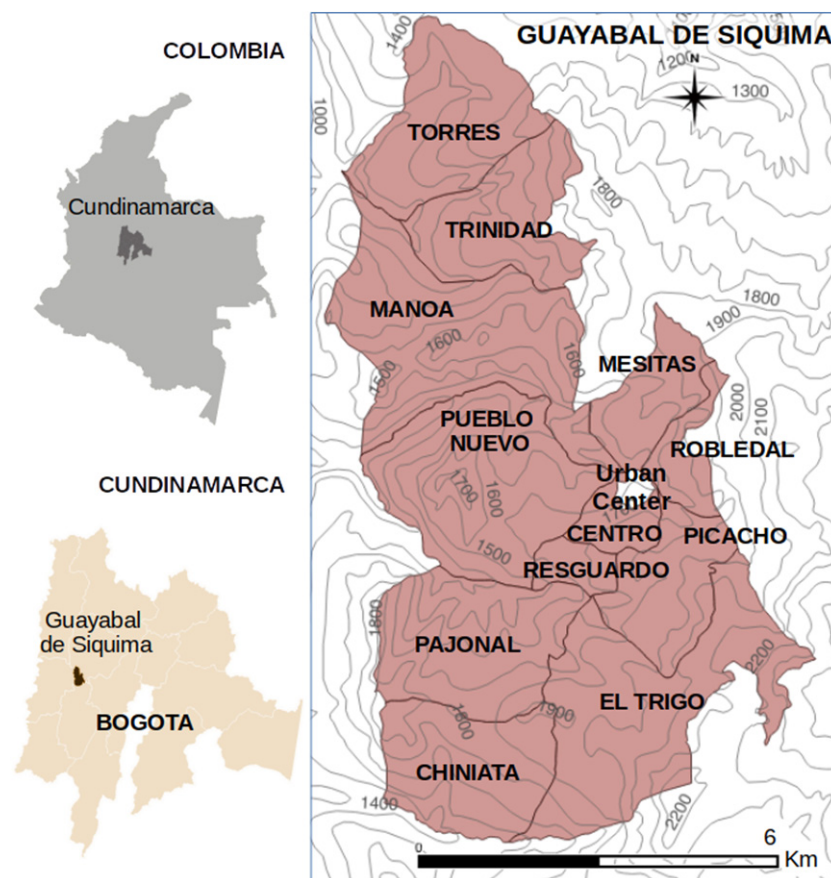 COLOMBIA
Cundinamarca
CUNDINAMARCA
Guayabal
de Siquima
BOGOTA
GUAYABAL DE SIQUIMA
N
1400
1200
1300
1000
TORRES
1800
TRINIDAD
MANOA
1800
1900
1600
1600
1500
MESITAS
2000
2100
PUEBLO
NUEVO
ROBLEDAL
Urban
Center
1700
1600
1700
CENTRO
PICACHO
1500
RESGUARDO
1800
PAJONAL
2200
EL TRIGO
1900
1600
CHINIATA
1400
2200
0
6
Km